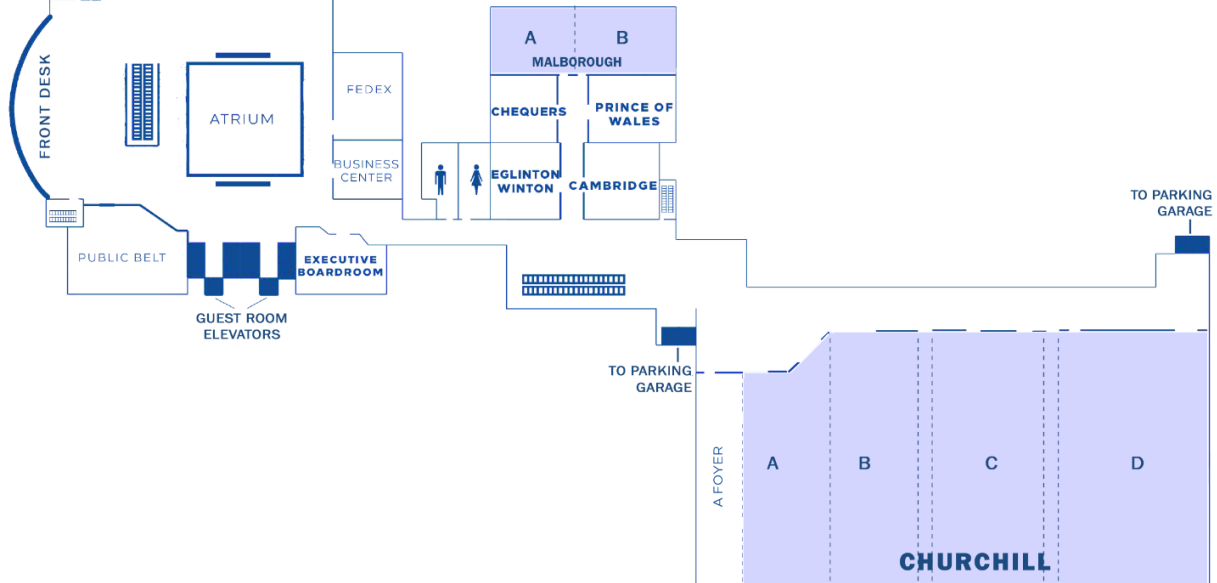 FRONT DESK
ATRIUM
FEDEX
BUSINESS
CENTER
A
B
MALBOROUGH
CHEQUERS
PRINCE OF
WALES
EGLINTON
WINTON
CAMBRIDGE
TO PARKING
GARAGE
PUBLIC BELT
EXECUTIVE
BOARDROOM
GUEST ROOM
ELEVATORS
TO PARKING
GARAGE
A FOYER
A
B
C
D
CHURCHILL